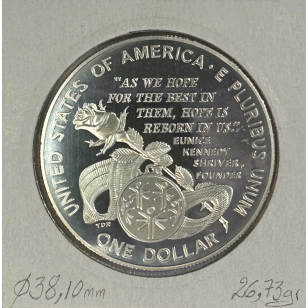 UNITED STATES OF AMERICA · E PLURIBUS UNUM
"AS WE HOPE
FOR THE BEST IN
THEM, HOPE IS
REBORN IN US."
EUNICE
KENNEDY
SHRIVER,
FOUNDER
TDR
ONE DOLLAR
Ø38,10mm
26,73gr